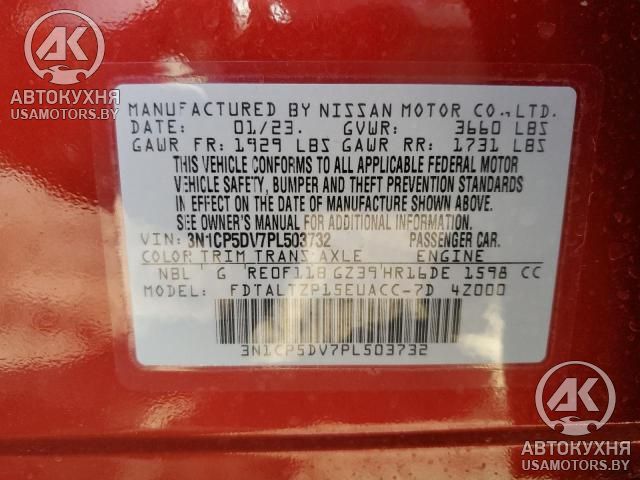 AK
АВТОКУХНЯ
USAMOTORS.BY
MANUFACTURED BY NISSAN MOTOR CO.,LTD.
DATE: 01/23. GVWR: 3660 LBS
GAWR FR: 1929 LBS GAWR RR: 1731 LBS
THIS VEHICLE CONFORMS TO ALL APPLICABLE FEDERAL MOTOR
VEHICLE SAFETY, BUMPER AND THEFT PREVENTION STANDARDS
IN EFFECT ON THE DATE OF MANUFACTURE SHOWN ABOVE.
SEE OWNER'S MANUAL FOR ADDITIONAL INFORMATION.
VIN: 3N1CP5DV7PL503732 PASSENGER CAR.
COLOR TRIM TRANS AXLE ENGINE
NBL G RE0F11B GZ39 HR16DE 1598 CC
MODEL FDTALTZP15EUACC-7D 4Z000
3N1CP5DV7PL503732
AK
АВТОКУХНЯ
USAMOTORS.BY